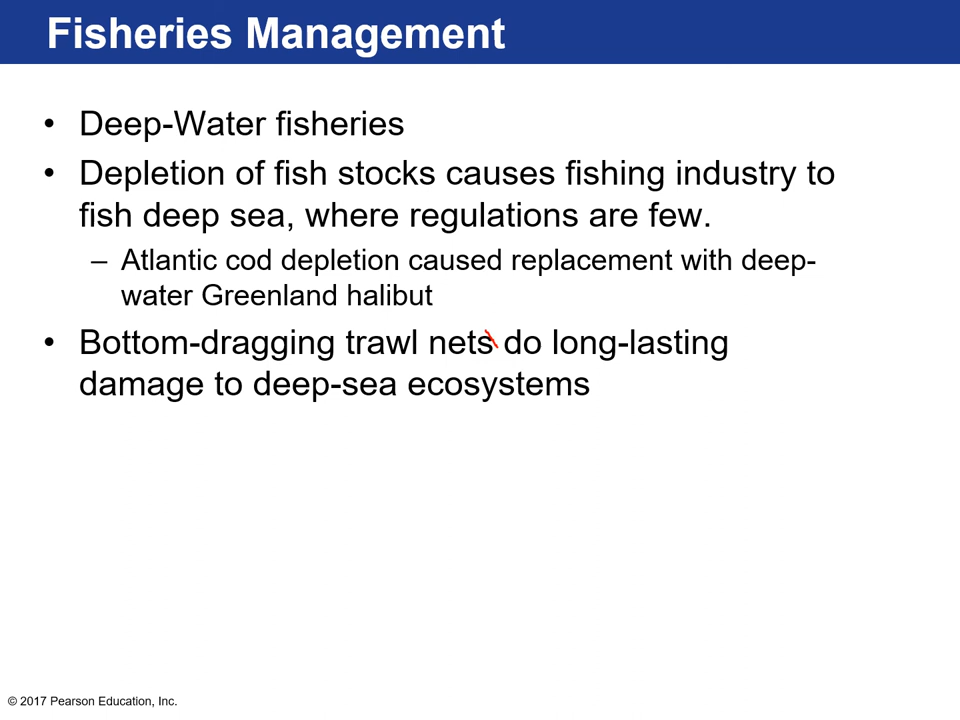 Fisheries Management
• Deep-Water fisheries
• Depletion of fish stocks causes fishing industry to
fish deep sea, where regulations are few.
– Atlantic cod depletion caused replacement with deep-
water Greenland halibut
• Bottom-dragging trawl nets do long-lasting
damage to deep-sea ecosystems
© 2017 Pearson Education, Inc.